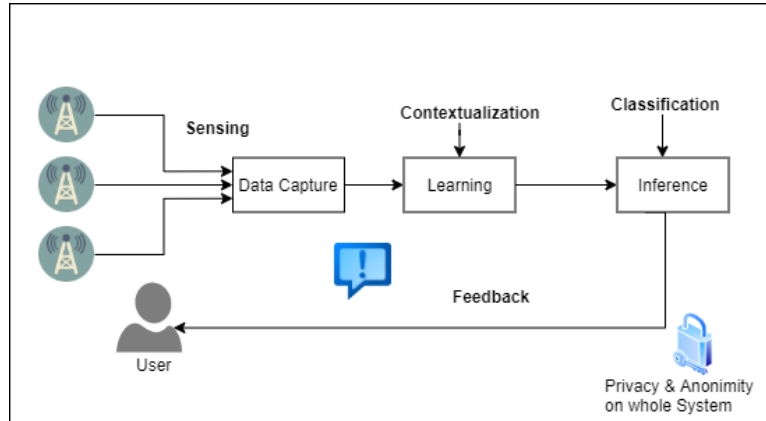 Contextualization
Classification
Sensing
Data Capture
Learning
Inference
!
Feedback
User
Privacy & Anonimity
on whole System